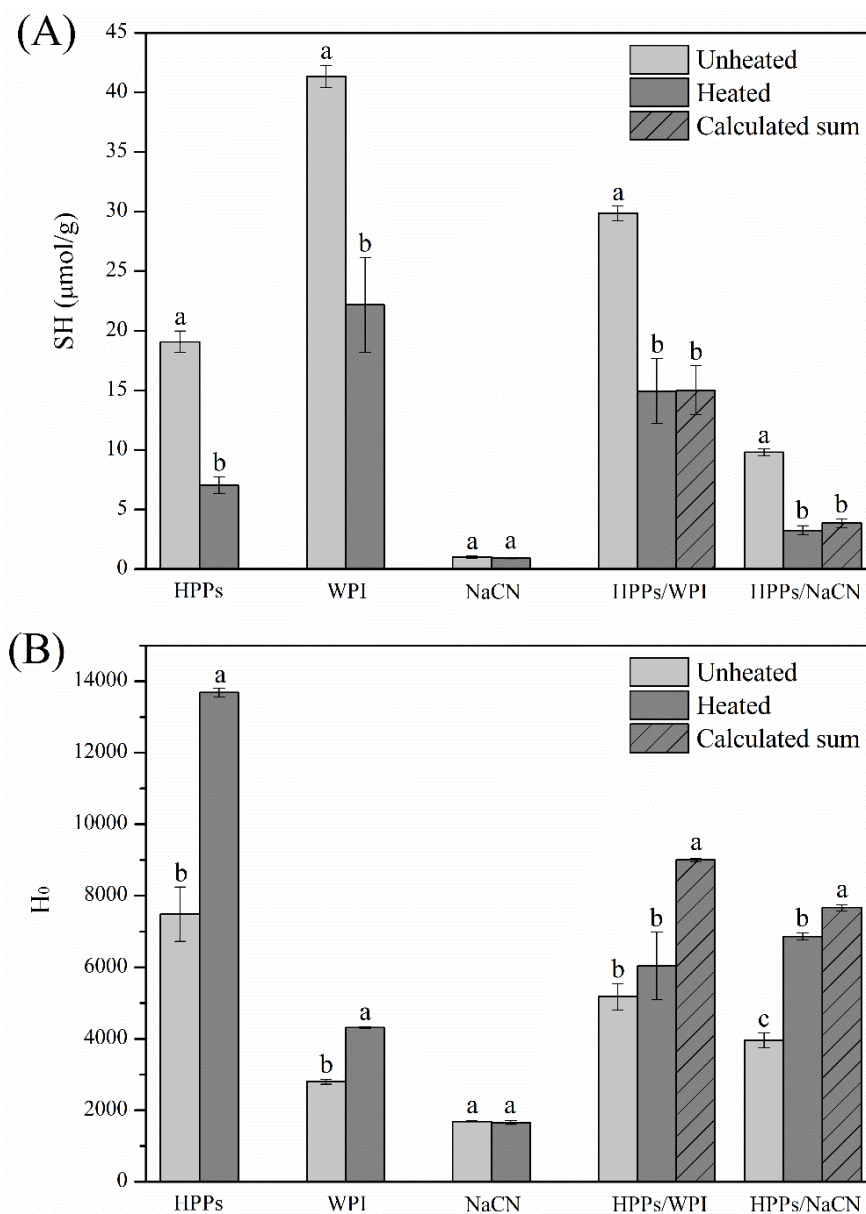 (A)
45
40
35
30
25
20
15
10
5
0
SH (μmol/g)
Unheated
Heated
Calculated sum
a
b
a
b
a
a
a
b
b
a
b
b
HPPs
WPI
NaCN
HPPs/WPI
HPPs/NaCN
(B)
14000
12000
10000
8000
6000
4000
2000
0
H₀
Unheated
Heated
Calculated sum
b
a
b
a
a
a
b
b
a
c
b
a
HPPs
WPI
NaCN
HPPs/WPI
HPPs/NaCN